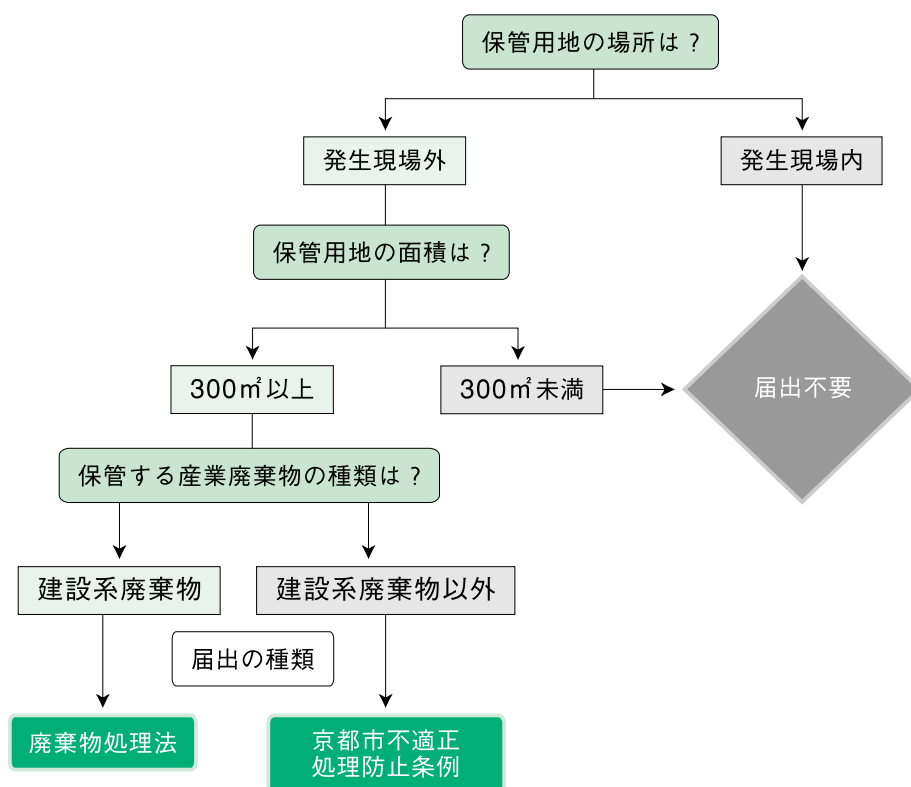 保管用地の場所は？
発生現場外
発生現場内
保管用地の面積は？
300㎡以上
300㎡未満
届出不要
保管する産業廃棄物の種類は？
建設系廃棄物
建設系廃棄物以外
届出の種類
廃棄物処理法
京都市不適正
処理防止条例